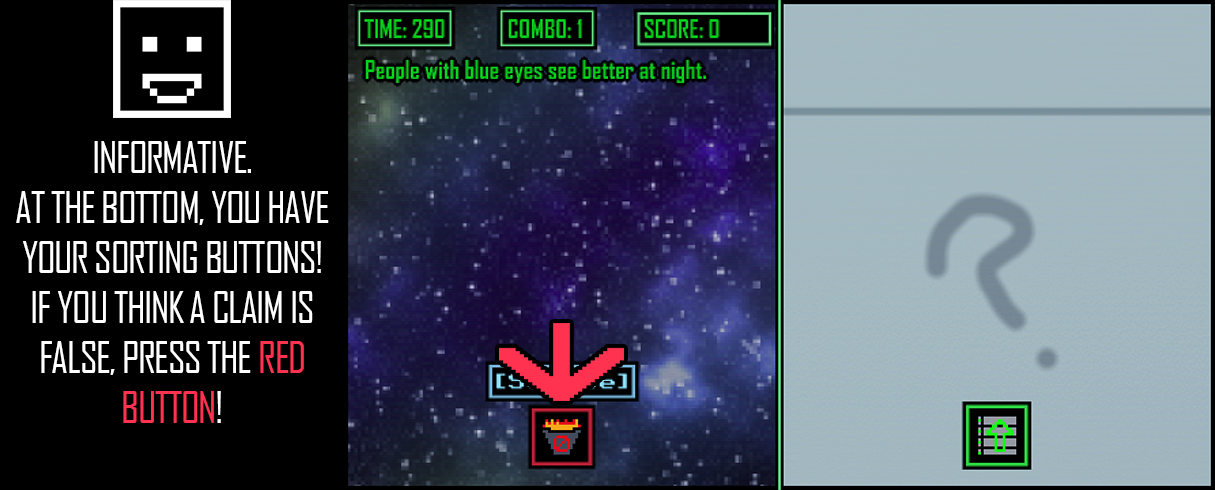 INFORMATIVE.
AT THE BOTTOM, YOU HAVE
YOUR SORTING BUTTONS!
IF YOU THINK A CLAIM IS
FALSE, PRESS THE RED
BUTTON!
TIME: 290
COMBO: 1
SCORE: 0
People with blue eyes see better at night.
?